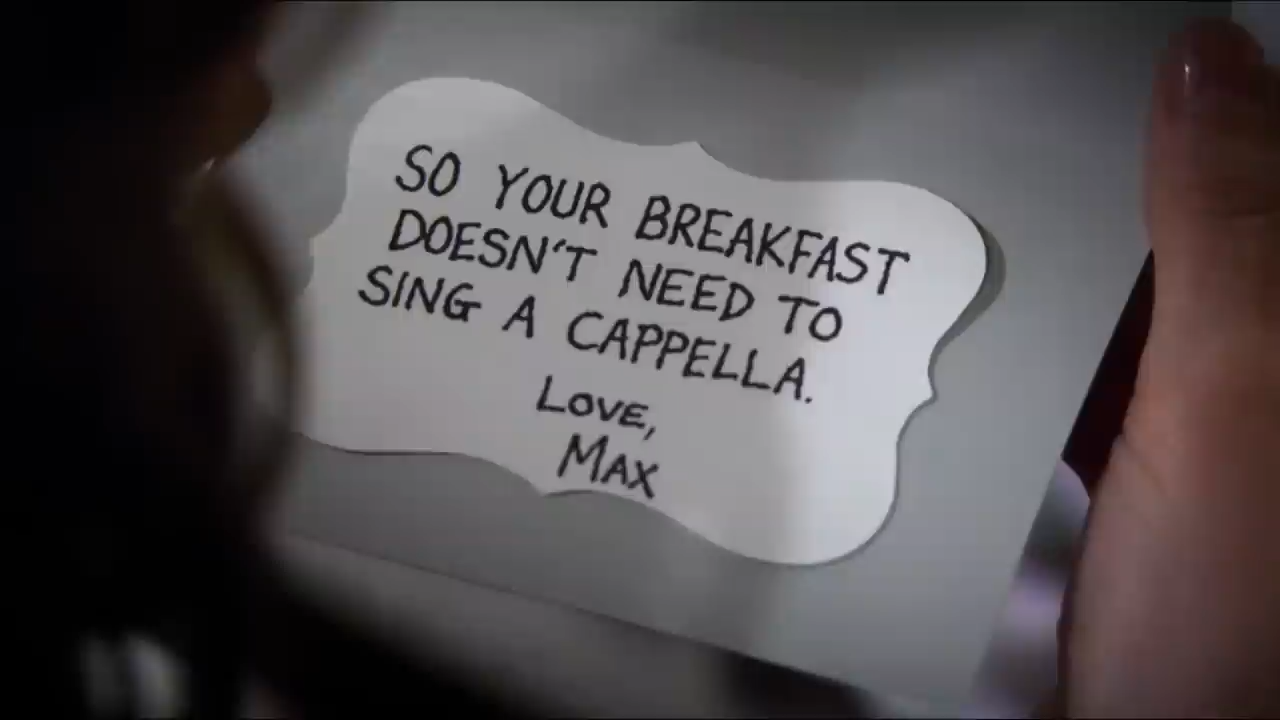 SO YOUR BREAKFAST
DOESN'T NEED TO
SING A CAPPELLA.
LOVE,
MAX